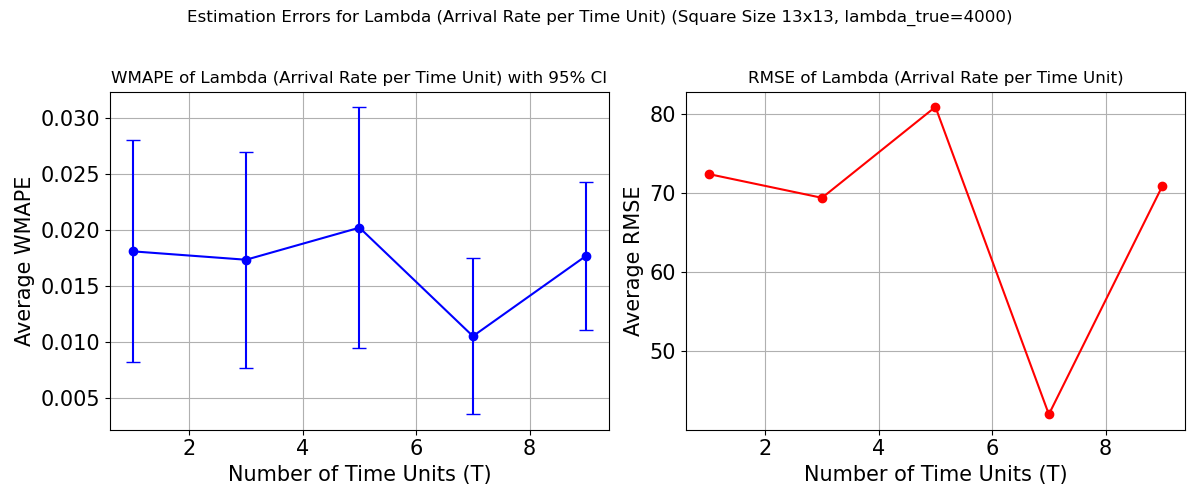 Estimation Errors for Lambda (Arrival Rate per Time Unit) (Square Size 13x13, lambda_true=4000)
WMAPE of Lambda (Arrival Rate per Time Unit) with 95% CI
Average WMAPE
0.030
0.025
0.020
0.015
0.010
0.005
2 4 6 8
Number of Time Units (T)
RMSE of Lambda (Arrival Rate per Time Unit)
Average RMSE
80
70
60
50
2 4 6 8
Number of Time Units (T)